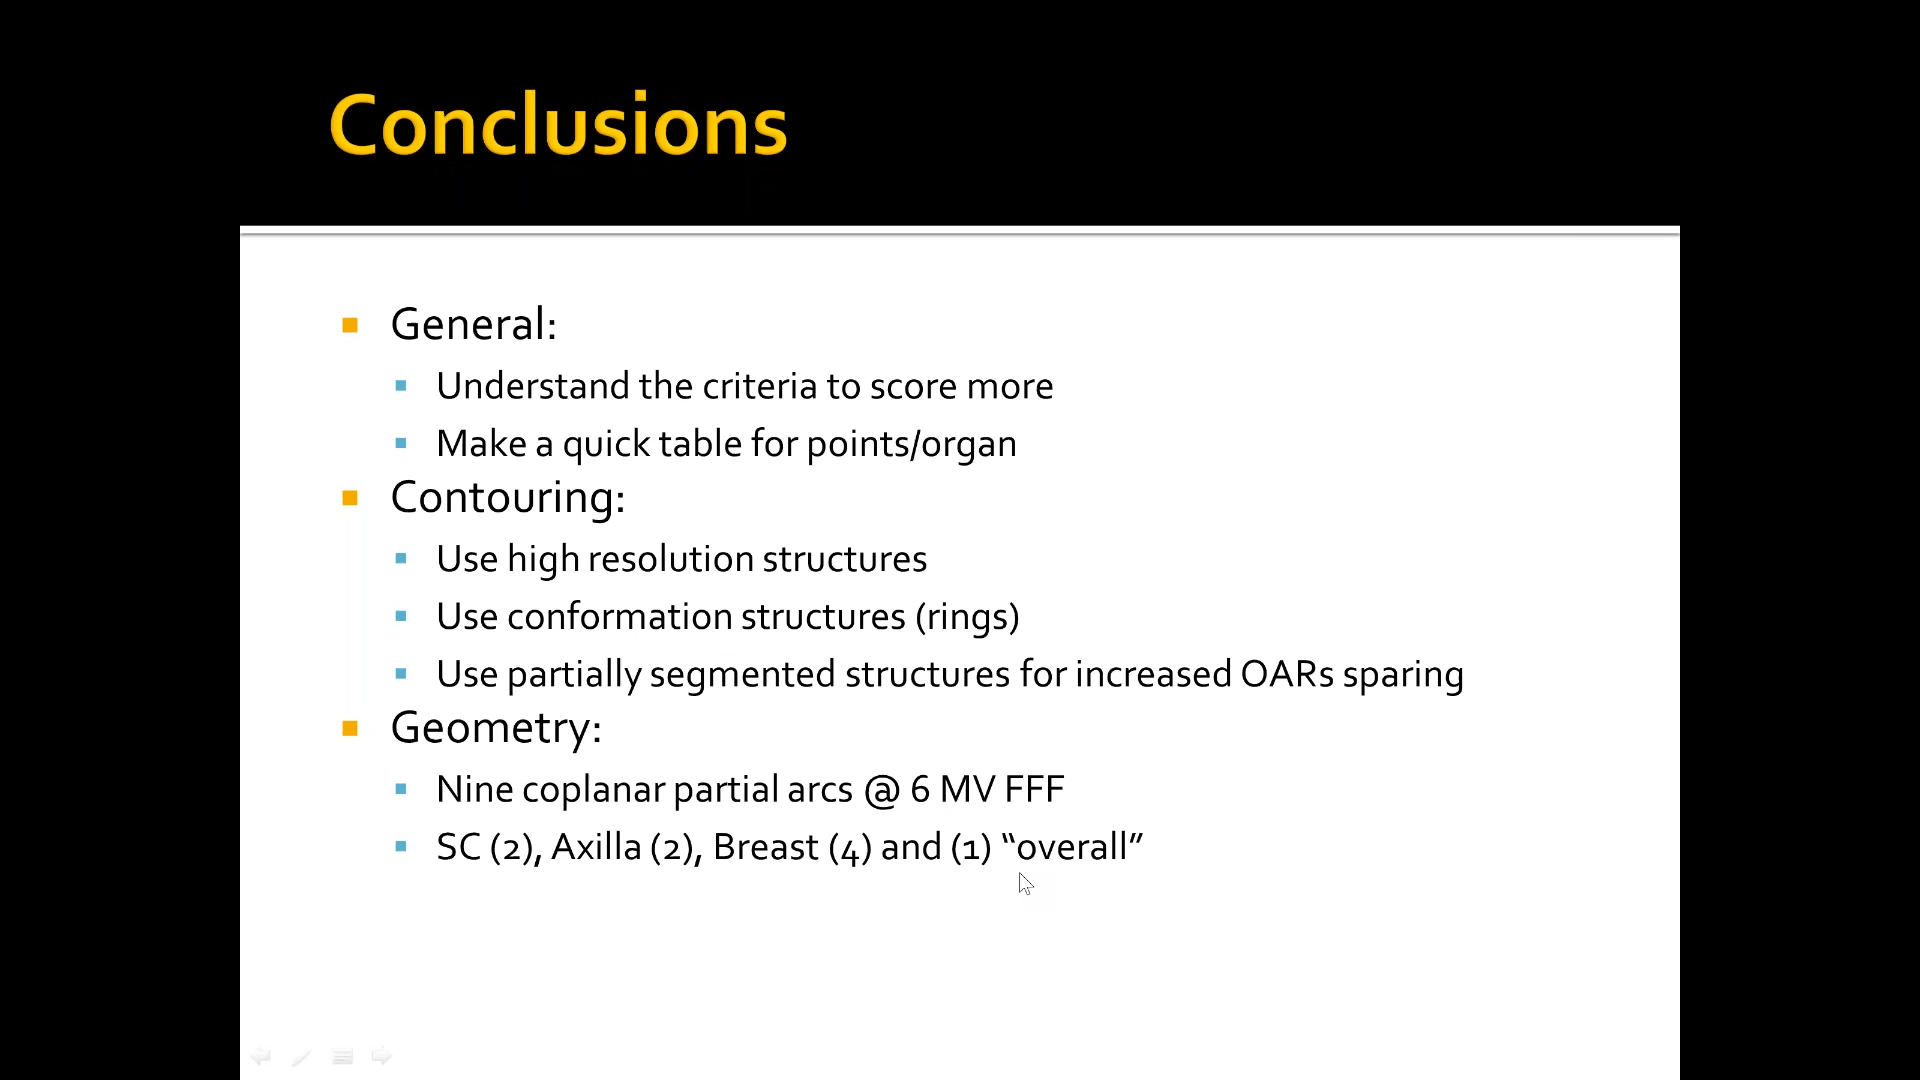 Conclusions
General:
Understand the criteria to score more
Make a quick table for points/organ
Contouring:
Use high resolution structures
Use conformation structures (rings)
Use partially segmented structures for increased OARs sparing
Geometry:
Nine coplanar partial arcs @ 6 MV FFF
SC (2), Axilla (2), Breast (4) and (1) “overall”